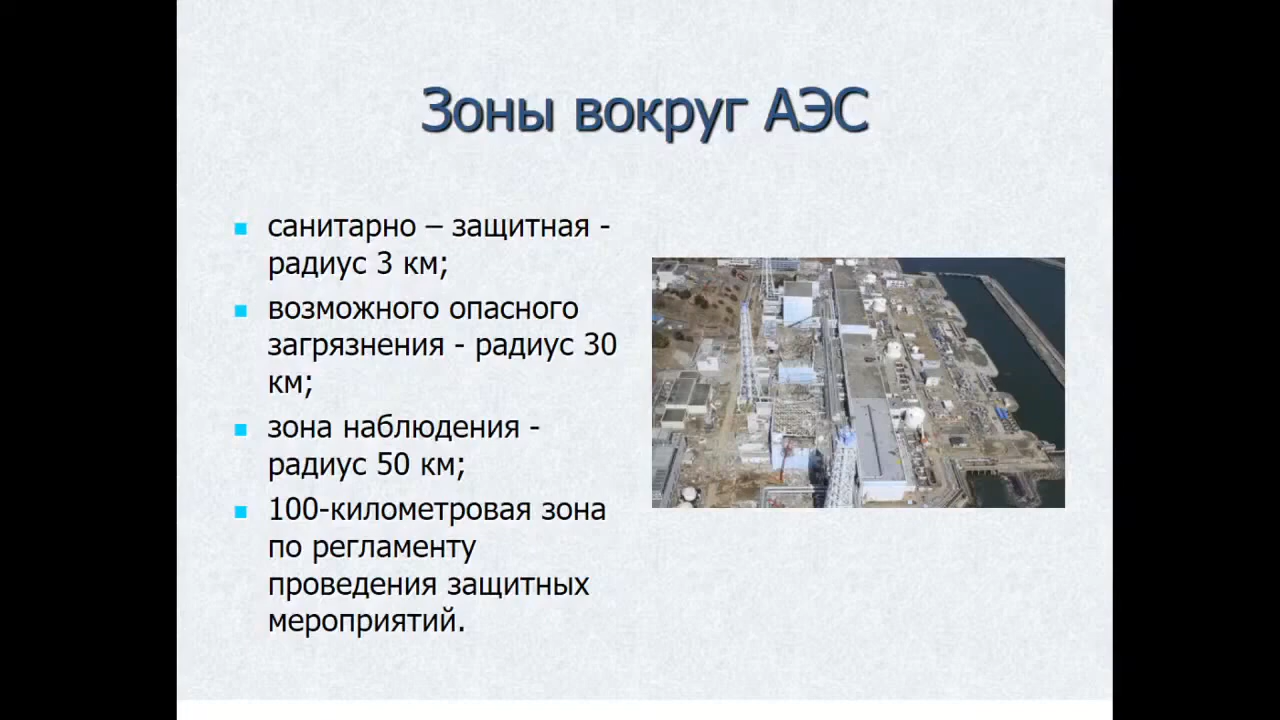 Зоны вокруг АЭС
санитарно – защитная -
радиус 3 км;
возможного опасного
загрязнения - радиус 30
км;
зона наблюдения -
радиус 50 км;
100-километровая зона
по регламенту
проведения защитных
мероприятий.